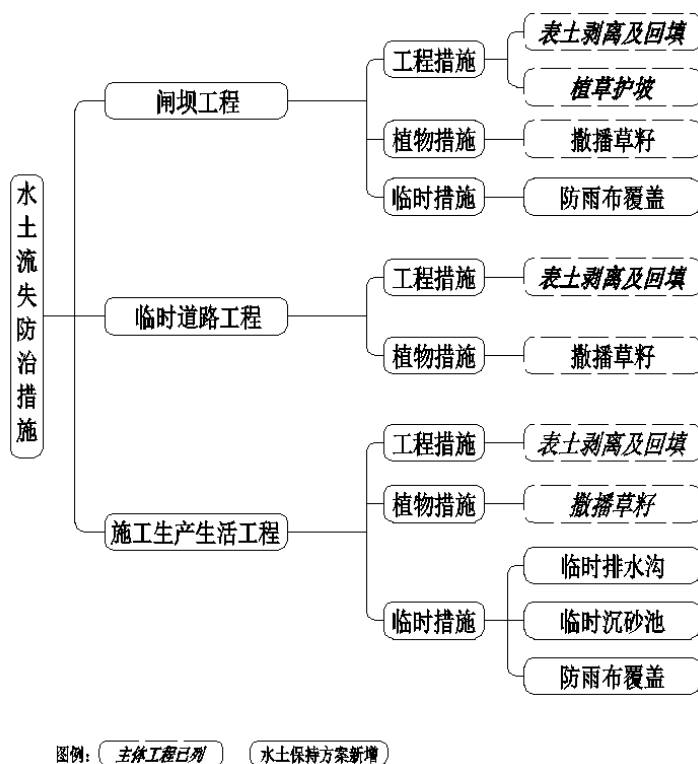 水土流失防治措施
闸坝工程
工程措施
表土剥离及回填
植草护坡
植物措施
撒播草籽
临时措施
防雨布覆盖
临时道路工程
工程措施
表土剥离及回填
植物措施
撒播草籽
施工生产生活工程
工程措施
表土剥离及回填
植物措施
撒播草籽
临时措施
临时排水沟
临时沉砂池
防雨布覆盖
图例: 主体工程已列 水土保持方案新增